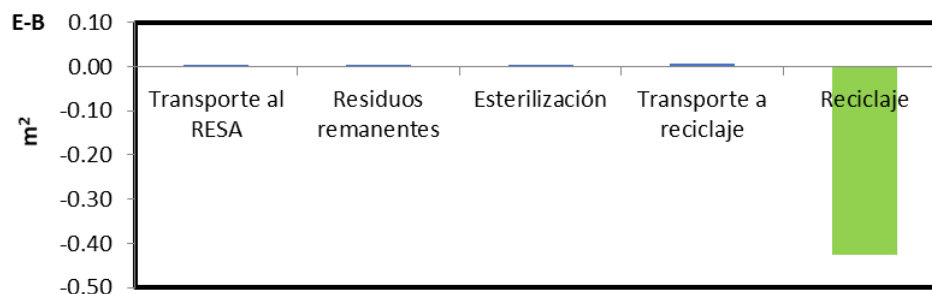 E-B
0.10
0.00
-0.10
-0.20
-0.30
-0.40
-0.50
m²
Transporte al
RESA
Residuos
remanentes
Esterilización
Transporte a
reciclaje
Reciclaje